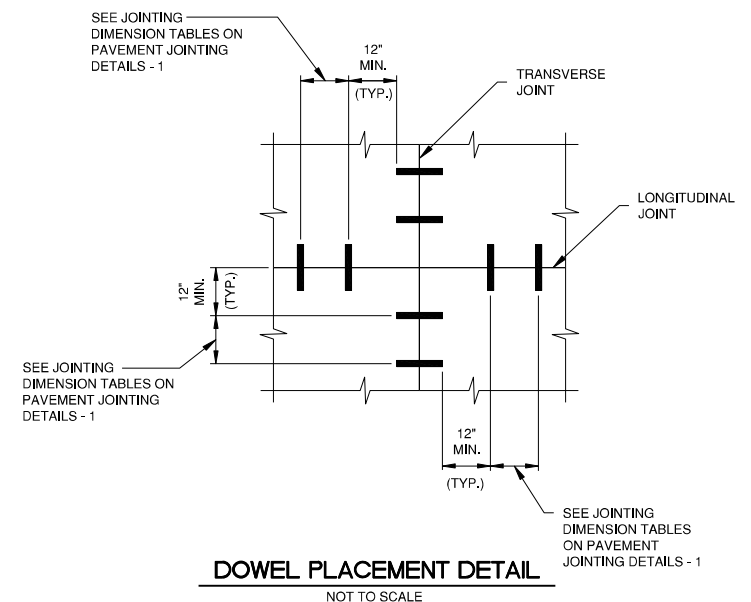 SEE JOINTING
DIMENSION TABLES ON
PAVEMENT JOINTING
DETAILS - 1
12"
MIN.
(TYP.)
TRANSVERSE
JOINT
LONGITUDINAL
JOINT
12"
MIN.
(TYP.)
SEE JOINTING
DIMENSION TABLES ON
PAVEMENT JOINTING
DETAILS - 1
12"
MIN.
(TYP.)
SEE JOINTING
DIMENSION TABLES
ON PAVEMENT
JOINTING DETAILS - 1
DOWEL PLACEMENT DETAIL
NOT TO SCALE